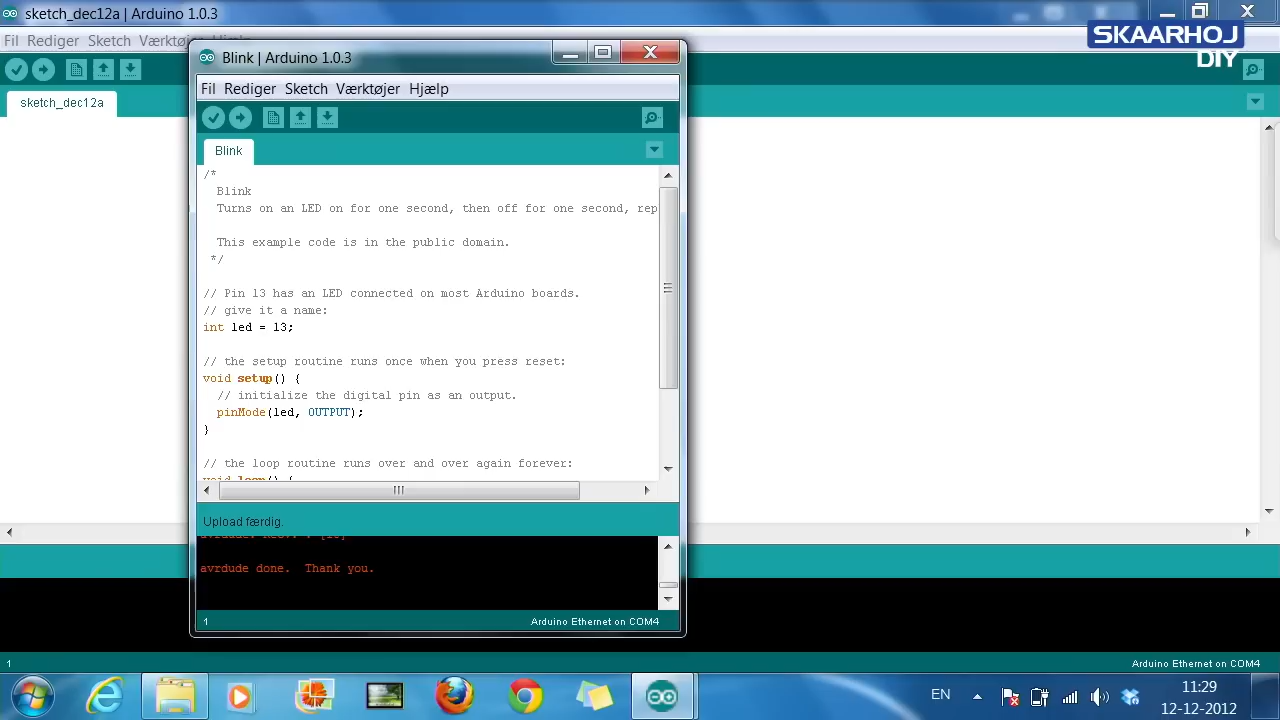 sketch_dec12a | Arduino 1.0.3
Fil Rediger Sketch
SKAARHOJ
DIY
sketch_dec12a
Blink | Arduino 1.0.3
Fil Rediger Sketch Værktøjer Hjælp
Blink
/*
Blink
Turns on an LED on for one second, then off for one second, rep
This example code is in the public domain.
*/
// Pin 13 has an LED connected on most Arduino boards.
// give it a name:
int led = 13;
// the setup routine runs once when you press reset:
void setup() {
// initialize the digital pin as an output.
pinMode(led, OUTPUT);
}
// the loop routine runs over and over again forever:
void loop() {
Upload færdig.
avrdude done.  Thank you.
1
Arduino Ethernet on COM4
1
Arduino Ethernet on COM4
EN
11:29
12-12-2012